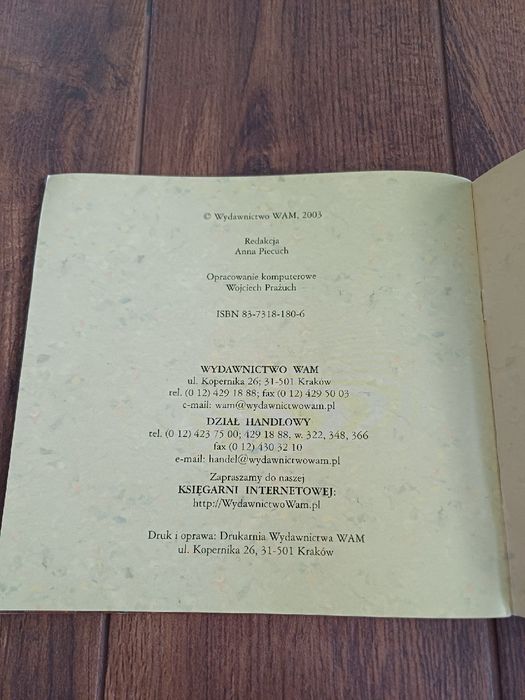 © Wydawnictwo WAM, 2003
Redakcja
Anna Piecuch
Opracowanie komputerowe
Wojciech Prażuch
ISBN 83-7318-180-6
WYDAWNICTWO WAM
ul. Kopernika 26; 31-501 Kraków
tel. (0 12) 429 18 88; fax (0 12) 429 50 03
e-mail: wam@wydawnictwowam.pl
DZIAŁ HANDLOWY
tel. (0 12) 423 75 00; 429 18 88, w. 322, 348, 366
fax (0 12) 430 32 10
e-mail: handel@wydawnictwowam.pl
Zapraszamy do naszej
KSIĘGARNI INTERNETOWEJ:
http://WydawnictwoWam.pl
Druk i oprawa: Drukarnia Wydawnictwa WAM
ul. Kopernika 26, 31-501 Kraków